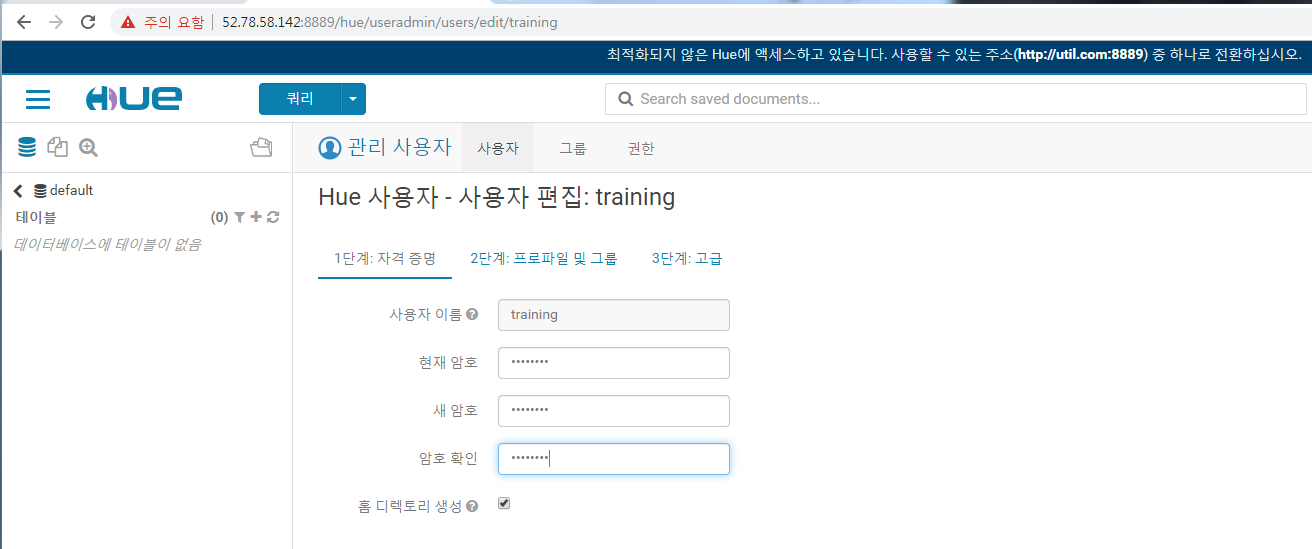 주의 요함 52.78.58.142:8889/hue/useradmin/users/edit/training
최적화되지 않은 Hue에 액세스하고 있습니다. 사용할 수 있는 주소(http://util.com:8889) 중 하나로 전환하십시오.
HUE 쿼리 Search saved documents...
관리 사용자 사용자 그룹 권한
default
테이블 (0)
데이터베이스에 테이블이 없음
Hue 사용자 - 사용자 편집: training
1단계: 자격 증명 2단계: 프로파일 및 그룹 3단계: 고급
사용자 이름 training
현재 암호 ••••••••
새 암호 ••••••••
암호 확인 ••••••••
홈 디렉토리 생성